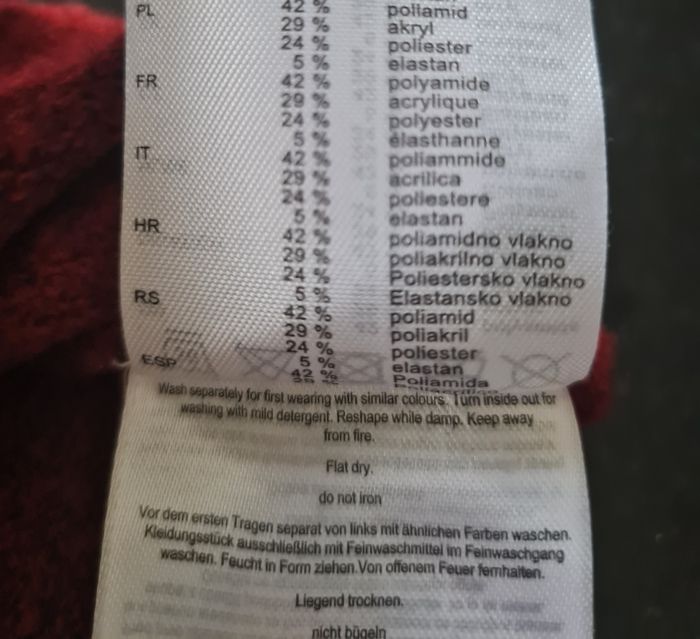 PL 42 % poliamid
29 % akryl
24 % poliester
5 % elastan
FR 42 % polyamide
29 % acrylique
24 % polyester
5 % élasthanne
IT 42 % poliammide
29 % acrilica
24 % poliestere
5 % elastan
HR 42 % poliamidno vlakno
29 % poliakrilno vlakno
24 % Poliestersko vlakno
5 % Elastansko vlakno
RS 42 % poliamid
29 % poliakril
24 % poliester
5 % elastan
ESP 42 % Poliamida
Wash separately for first wearing with similar colours. Turn inside out for
washing with mild detergent. Reshape while damp. Keep away
from fire.
Flat dry.
do not iron
Vor dem ersten Tragen separat von links mit ähnlichen Farben waschen.
Kleidungsstück ausschließlich mit Feinwaschmittel im Feinwaschgang
waschen. Feucht in Form ziehen.Von offenem Feuer fernhalten.
Liegend trocknen.
nicht bügeln